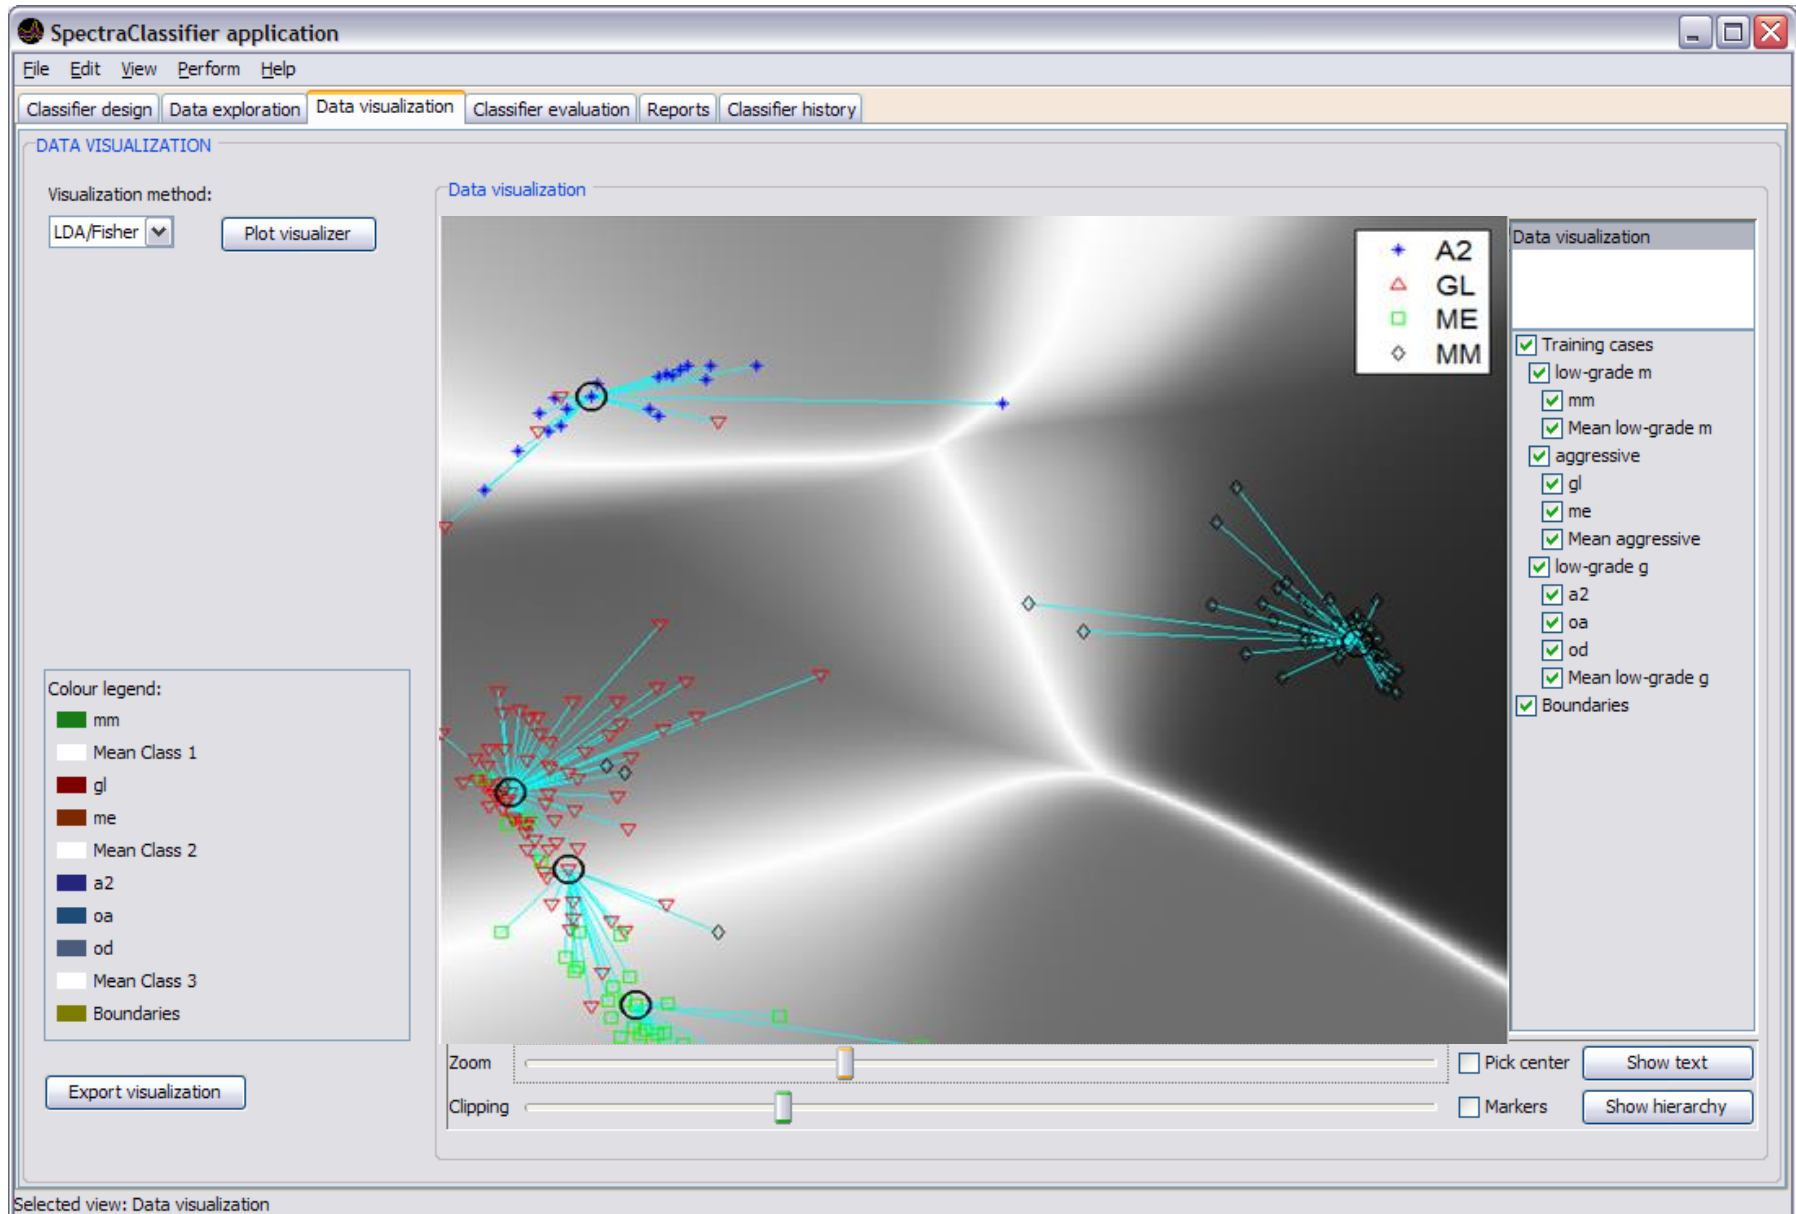 SpectraClassifier application
File Edit View Perform Help
Classifier design Data exploration Data visualization Classifier evaluation Reports Classifier history
DATA VISUALIZATION
Visualization method:
LDA/Fisher Plot visualizer
Data visualization
A2
GL
ME
MM
Data visualization
Training cases
low-grade m
mm
Mean low-grade m
aggressive
gl
me
Mean aggressive
low-grade g
a2
oa
od
Mean low-grade g
Boundaries
Colour legend:
mm
Mean Class 1
gl
me
Mean Class 2
a2
oa
od
Mean Class 3
Boundaries
Export visualization
Zoom Pick center Show text
Clipping Markers Show hierarchy
Selected view: Data visualization